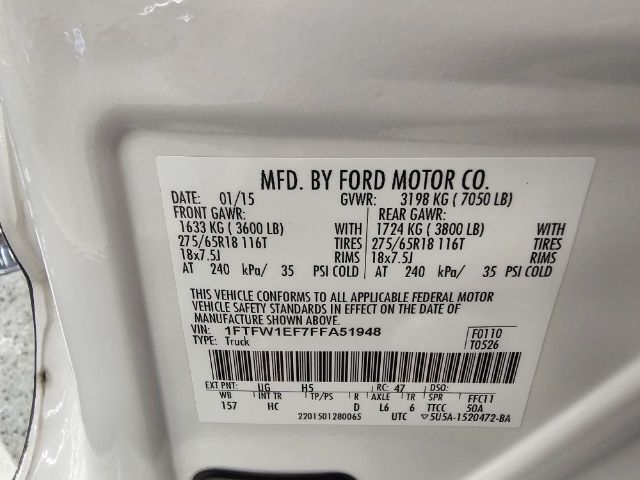 MFD. BY FORD MOTOR CO.
DATE: 01/15 GVWR: 3198 KG ( 7050 LB)
FRONT GAWR: REAR GAWR:
1633 KG ( 3600 LB) WITH 1724 KG ( 3800 LB) WITH
275/65R18 116T TIRES 275/65R18 116T TIRES
18x7.5J RIMS 18x7.5J RIMS
AT 240 kPa/ 35 PSI COLD AT 240 kPa/ 35 PSI COLD
THIS VEHICLE CONFORMS TO ALL APPLICABLE FEDERAL MOTOR
VEHICLE SAFETY STANDARDS IN EFFECT ON THE DATE OF
MANUFACTURE SHOWN ABOVE.
VIN: 1FTFW1EF7FFA51948 F0110
TYPE: Truck T0526
EXT PNT: UG H5 RC: 47 DSO:
WB INT TR TP/PS R AXLE TR SPR FFC11
157 HC D L6 6 TTCC 50A
2201501280065 UTC ▽5U5A-1520472-BA